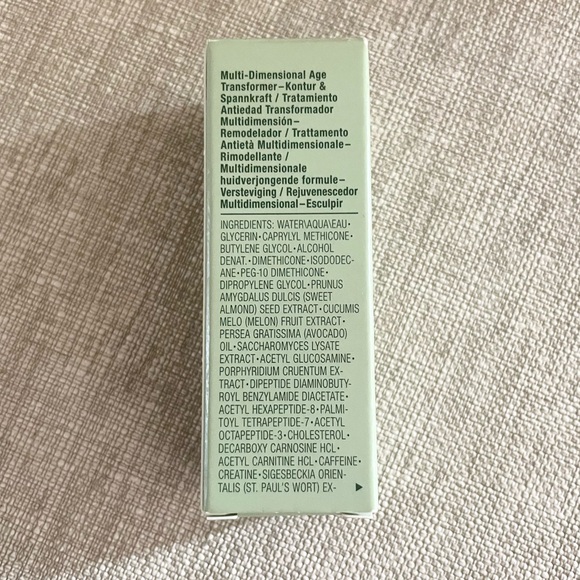 Multi-Dimensional Age
Transformer–Kontur &
Spannkraft / Tratamiento
Antiedad Transformador
Multidimensión–
Remodelador / Trattamento
Antietà Multidimensionale–
Rimodellante /
Multidimensionale
huidverjongende formule–
Versteviging / Rejuvenescedor
Multidimensional–Esculpir
INGREDIENTS: WATER\AQUA\EAU•
GLYCERIN•CAPRYLYL METHICONE•
BUTYLENE GLYCOL•ALCOHOL
DENAT.•DIMETHICONE•ISODODEC-
ANE•PEG-10 DIMETHICONE•
DIPROPYLENE GLYCOL•PRUNUS
AMYGDALUS DULCIS (SWEET
ALMOND) SEED EXTRACT•CUCUMIS
MELO (MELON) FRUIT EXTRACT•
PERSEA GRATISSIMA (AVOCADO)
OIL•SACCHAROMYCES LYSATE
EXTRACT•ACETYL GLUCOSAMINE•
PORPHYRIDIUM CRUENTUM EX-
TRACT•DIPEPTIDE DIAMINOBUTY-
ROYL BENZYLAMIDE DIACETATE•
ACETYL HEXAPEPTIDE-8•PALMI-
TOYL TETRAPEPTIDE-7•ACETYL
OCTAPEPTIDE-3•CHOLESTEROL•
DECARBOXY CARNOSINE HCL•
ACETYL CARNITINE HCL•CAFFEINE•
CREATINE•SIGESBECKIA ORIEN-
TALIS (ST. PAUL'S WORT) EX-